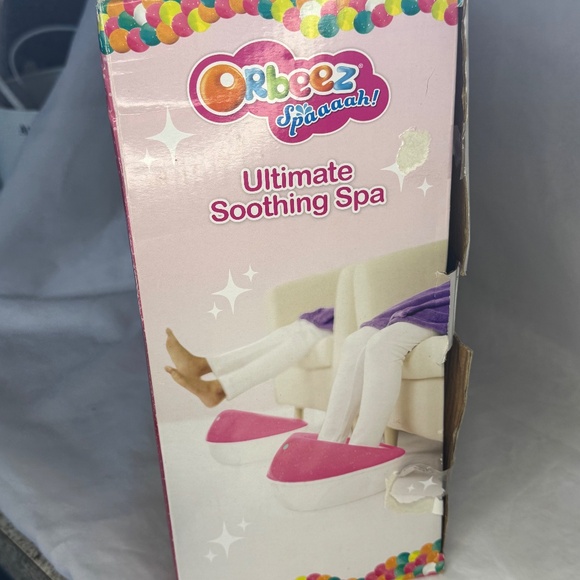 Orbeez
Spaaaah!
Ultimate
Soothing Spa